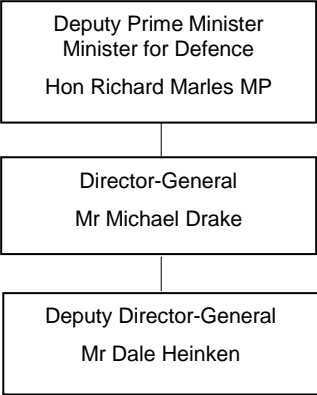 Deputy Prime Minister
Minister for Defence
Hon Richard Marles MP
Director-General
Mr Michael Drake
Deputy Director-General
Mr Dale Heinken